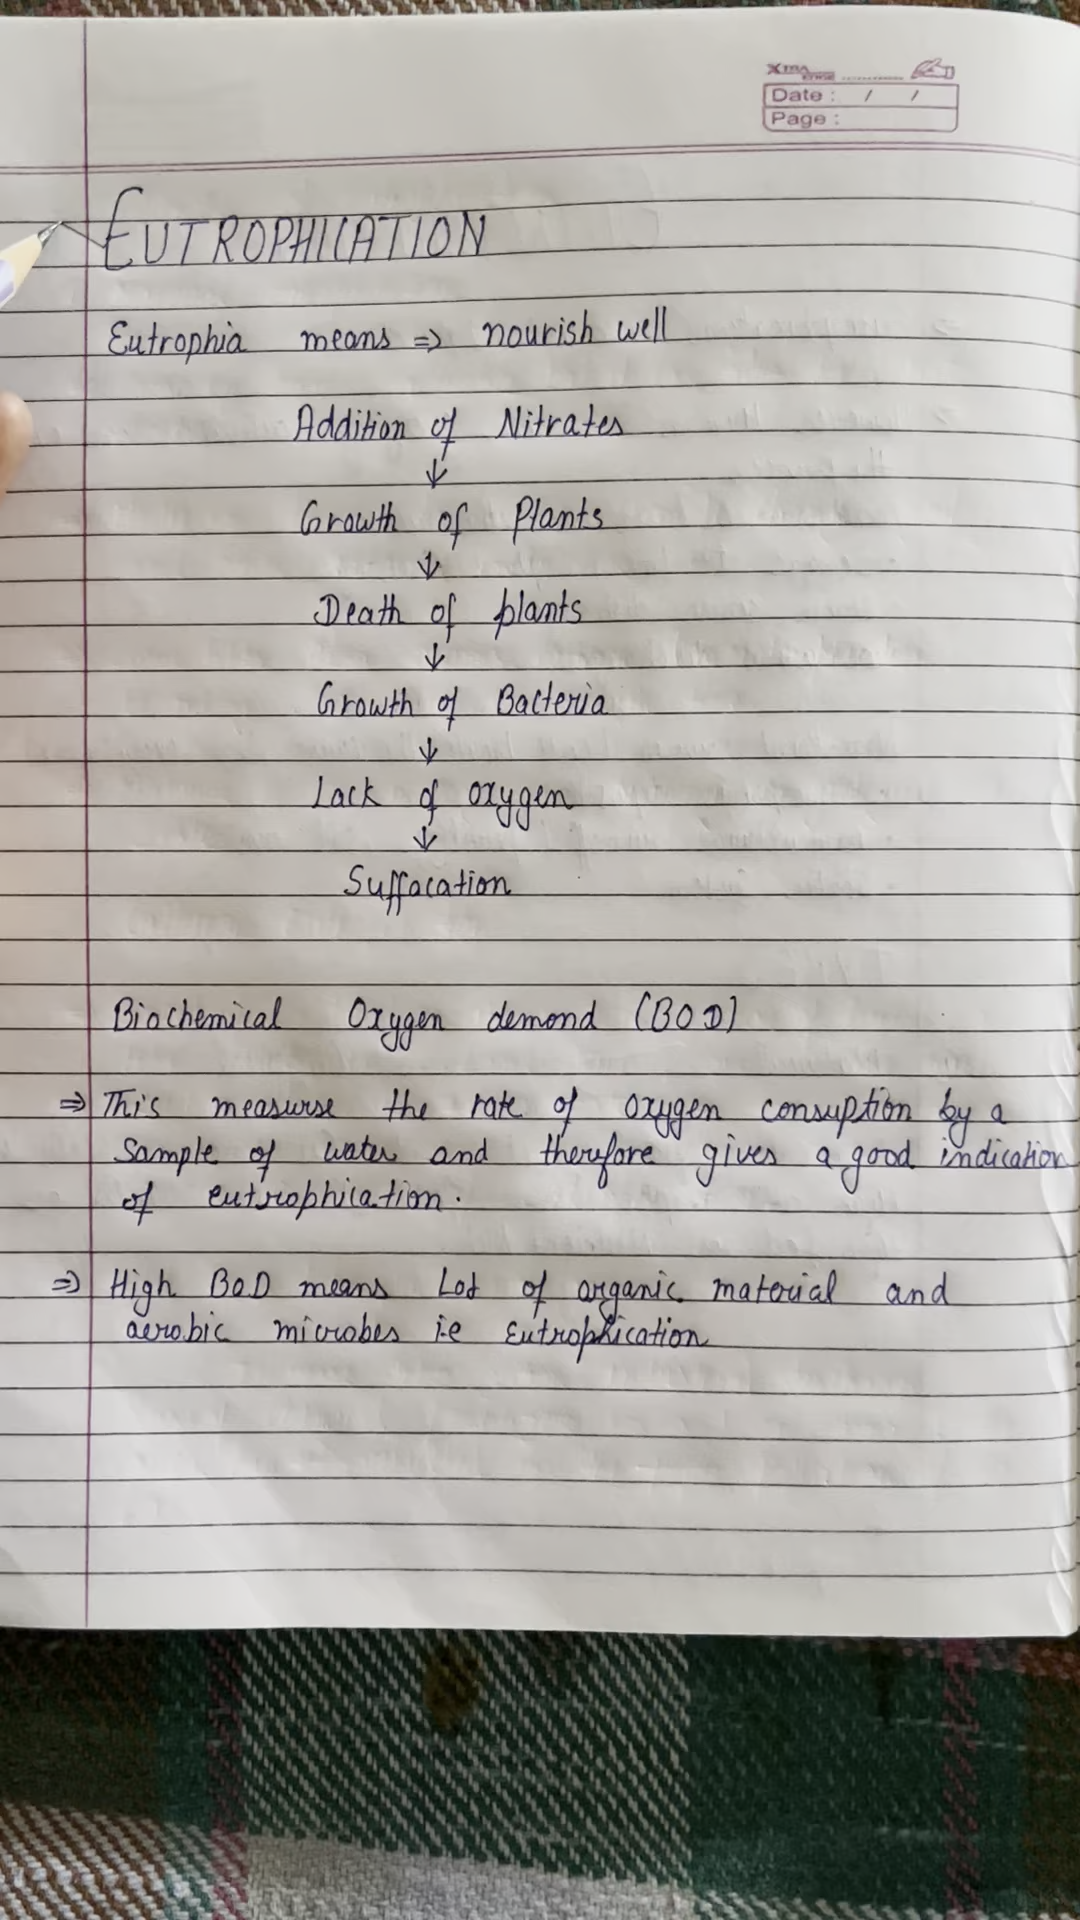 XTRA
Date : / /
Page :
EUTROPHICATION
Eutrophia means ⇒ nourish well
Addition of Nitrates
↓
Growth of Plants
↓
Death of plants
↓
Growth of Bacteria
↓
Lack of oxygen
↓
Suffacation
Biochemical Oxygen demond (BOD)
⇒ This measurse the rate of oxygen consuption by a
Sample of water and therefore gives a good indication
of eutrophication.
⇒ High BOD means Lot of organic material and
aerobic microbes i.e Eutrophication